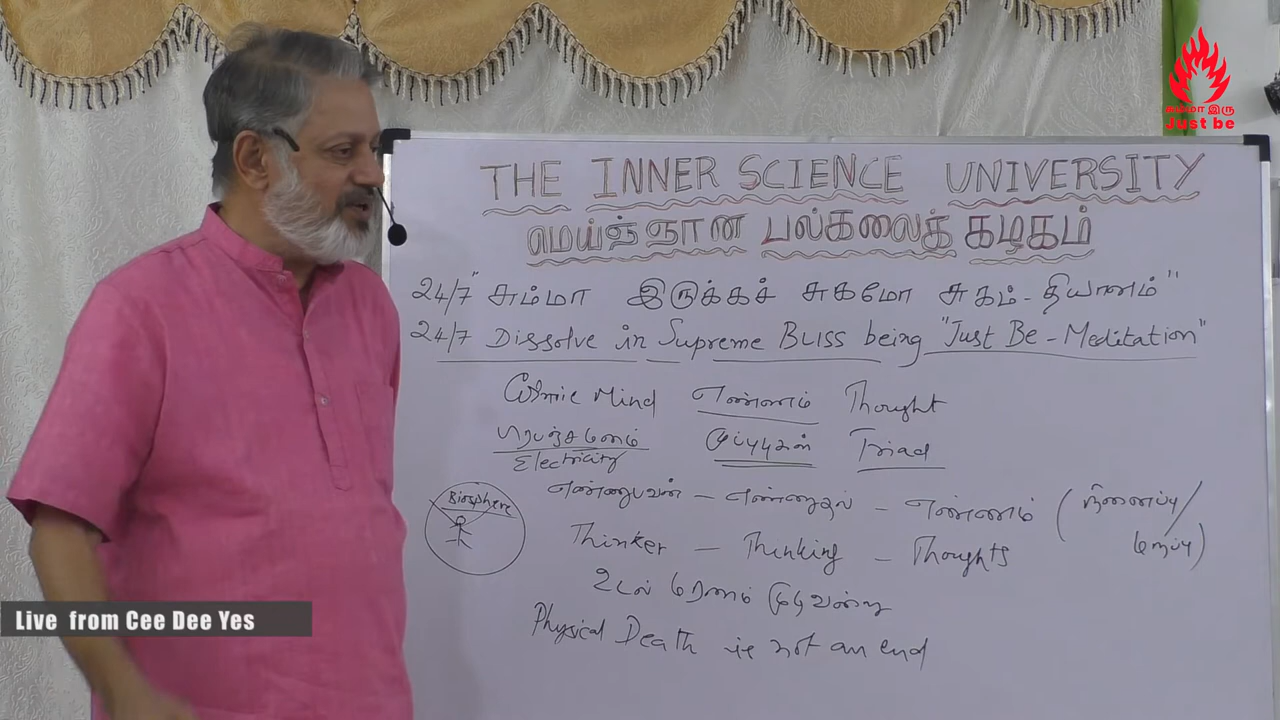 சும்மா இரு
Just be
THE INNER SCIENCE UNIVERSITY
மெய்ஞ்ஞான பல்கலைக் கழகம்
24/7 "சும்மா இருக்கச் சுகமோ சுகம் - தியானம்"
24/7 Dissolve in Supreme BLISS being "Just Be - Meditation"
Cosmic Mind எண்ணம் Thought
பிரபஞ்சமனம் முப்புடிகள் Triad
Electricity
Biosphere
எண்ணுபவன் - எண்ணுதல் - எண்ணம் (நினைப்பு/
மறப்பு)
Thinker - Thinking - Thoughts
உடல் மரணம் முடிவன்று
Physical Death is not an end
Live from Cee Dee Yes